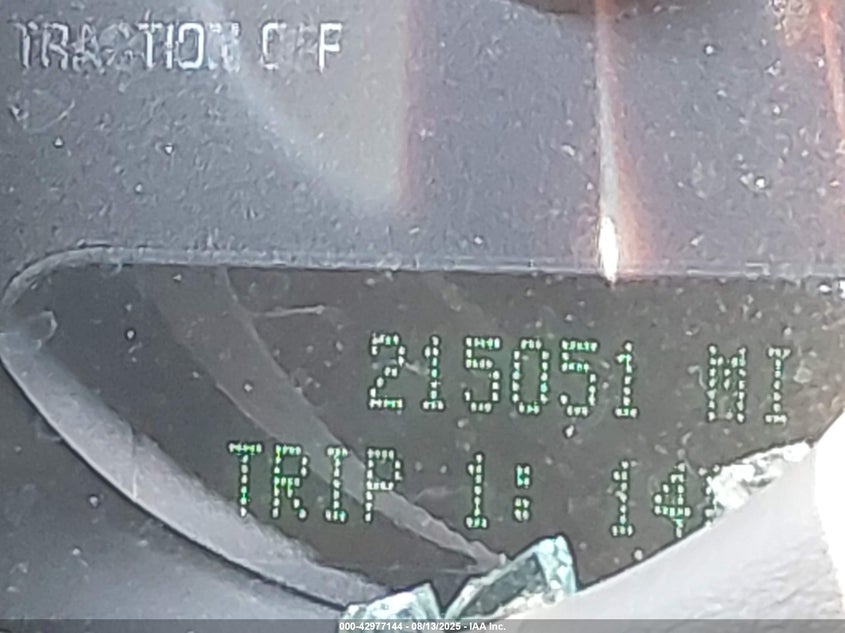 TRACTION OFF
215051 MI
TRIP 1: 14
000-42977144 - 08/13/2025 - IAA Inc.